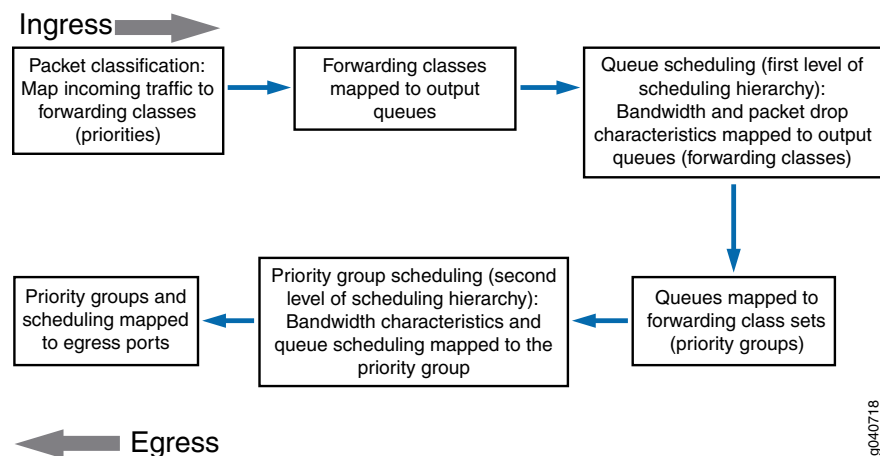 Ingress
Packet classification:
Map incoming traffic to
forwarding classes
(priorities)
Forwarding classes
mapped to output
queues
Queue scheduling (first level of
scheduling hierarchy):
Bandwidth and packet drop
characteristics mapped to output
queues (forwarding classes)
Queues mapped to
forwarding class sets
(priority groups)
Priority group scheduling (second
level of scheduling hierarchy):
Bandwidth characteristics and
queue scheduling mapped to the
priority group
Priority groups and
scheduling mapped
to egress ports
Egress
g040718